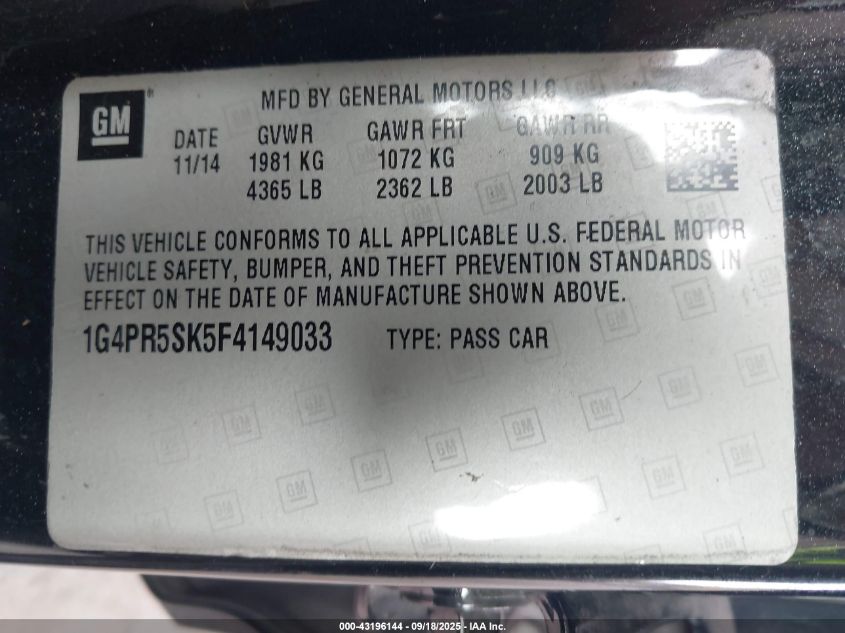 GM
MFD BY GENERAL MOTORS LLC
DATE GVWR GAWR FRT GAWR RR
11/14 1981 KG 1072 KG 909 KG
4365 LB 2362 LB 2003 LB
THIS VEHICLE CONFORMS TO ALL APPLICABLE U.S. FEDERAL MOTOR
VEHICLE SAFETY, BUMPER, AND THEFT PREVENTION STANDARDS IN
EFFECT ON THE DATE OF MANUFACTURE SHOWN ABOVE.
1G4PR5SK5F4149033 TYPE: PASS CAR
000-43196144 - 09/18/2025 - IAA Inc.